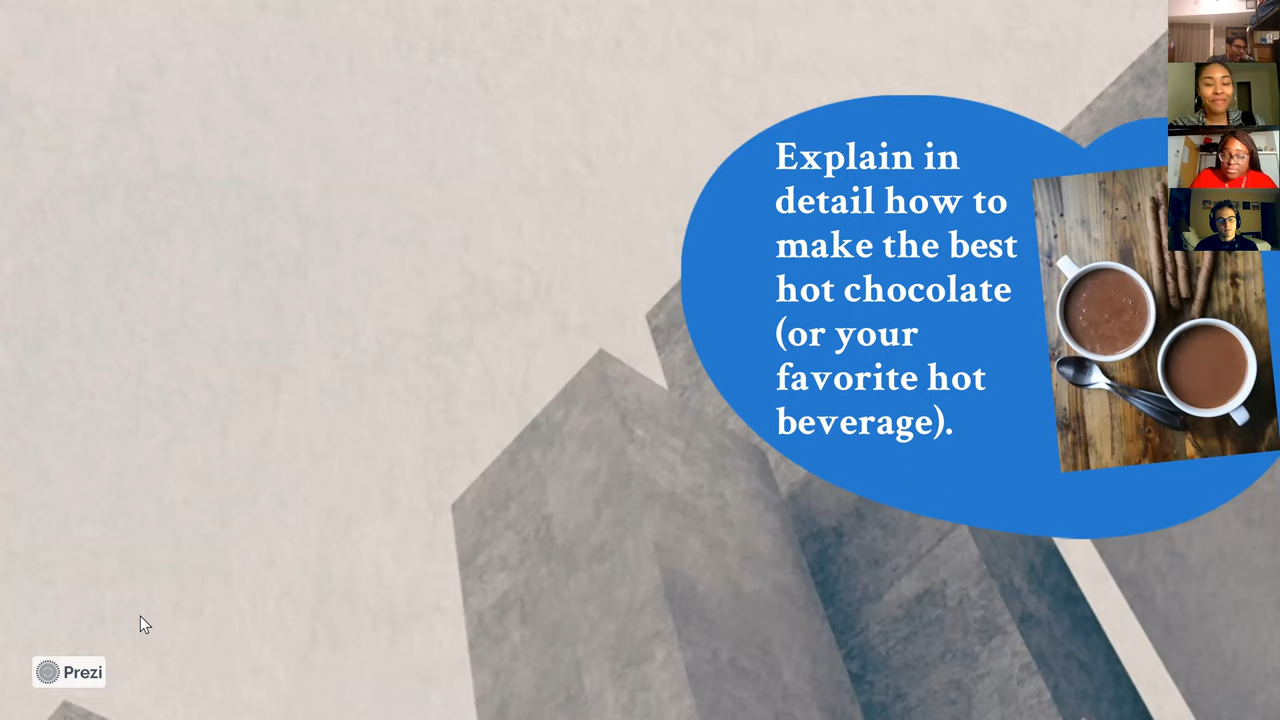 Explain in
detail how to
make the best
hot chocolate
(or your
favorite hot
beverage).
Prezi